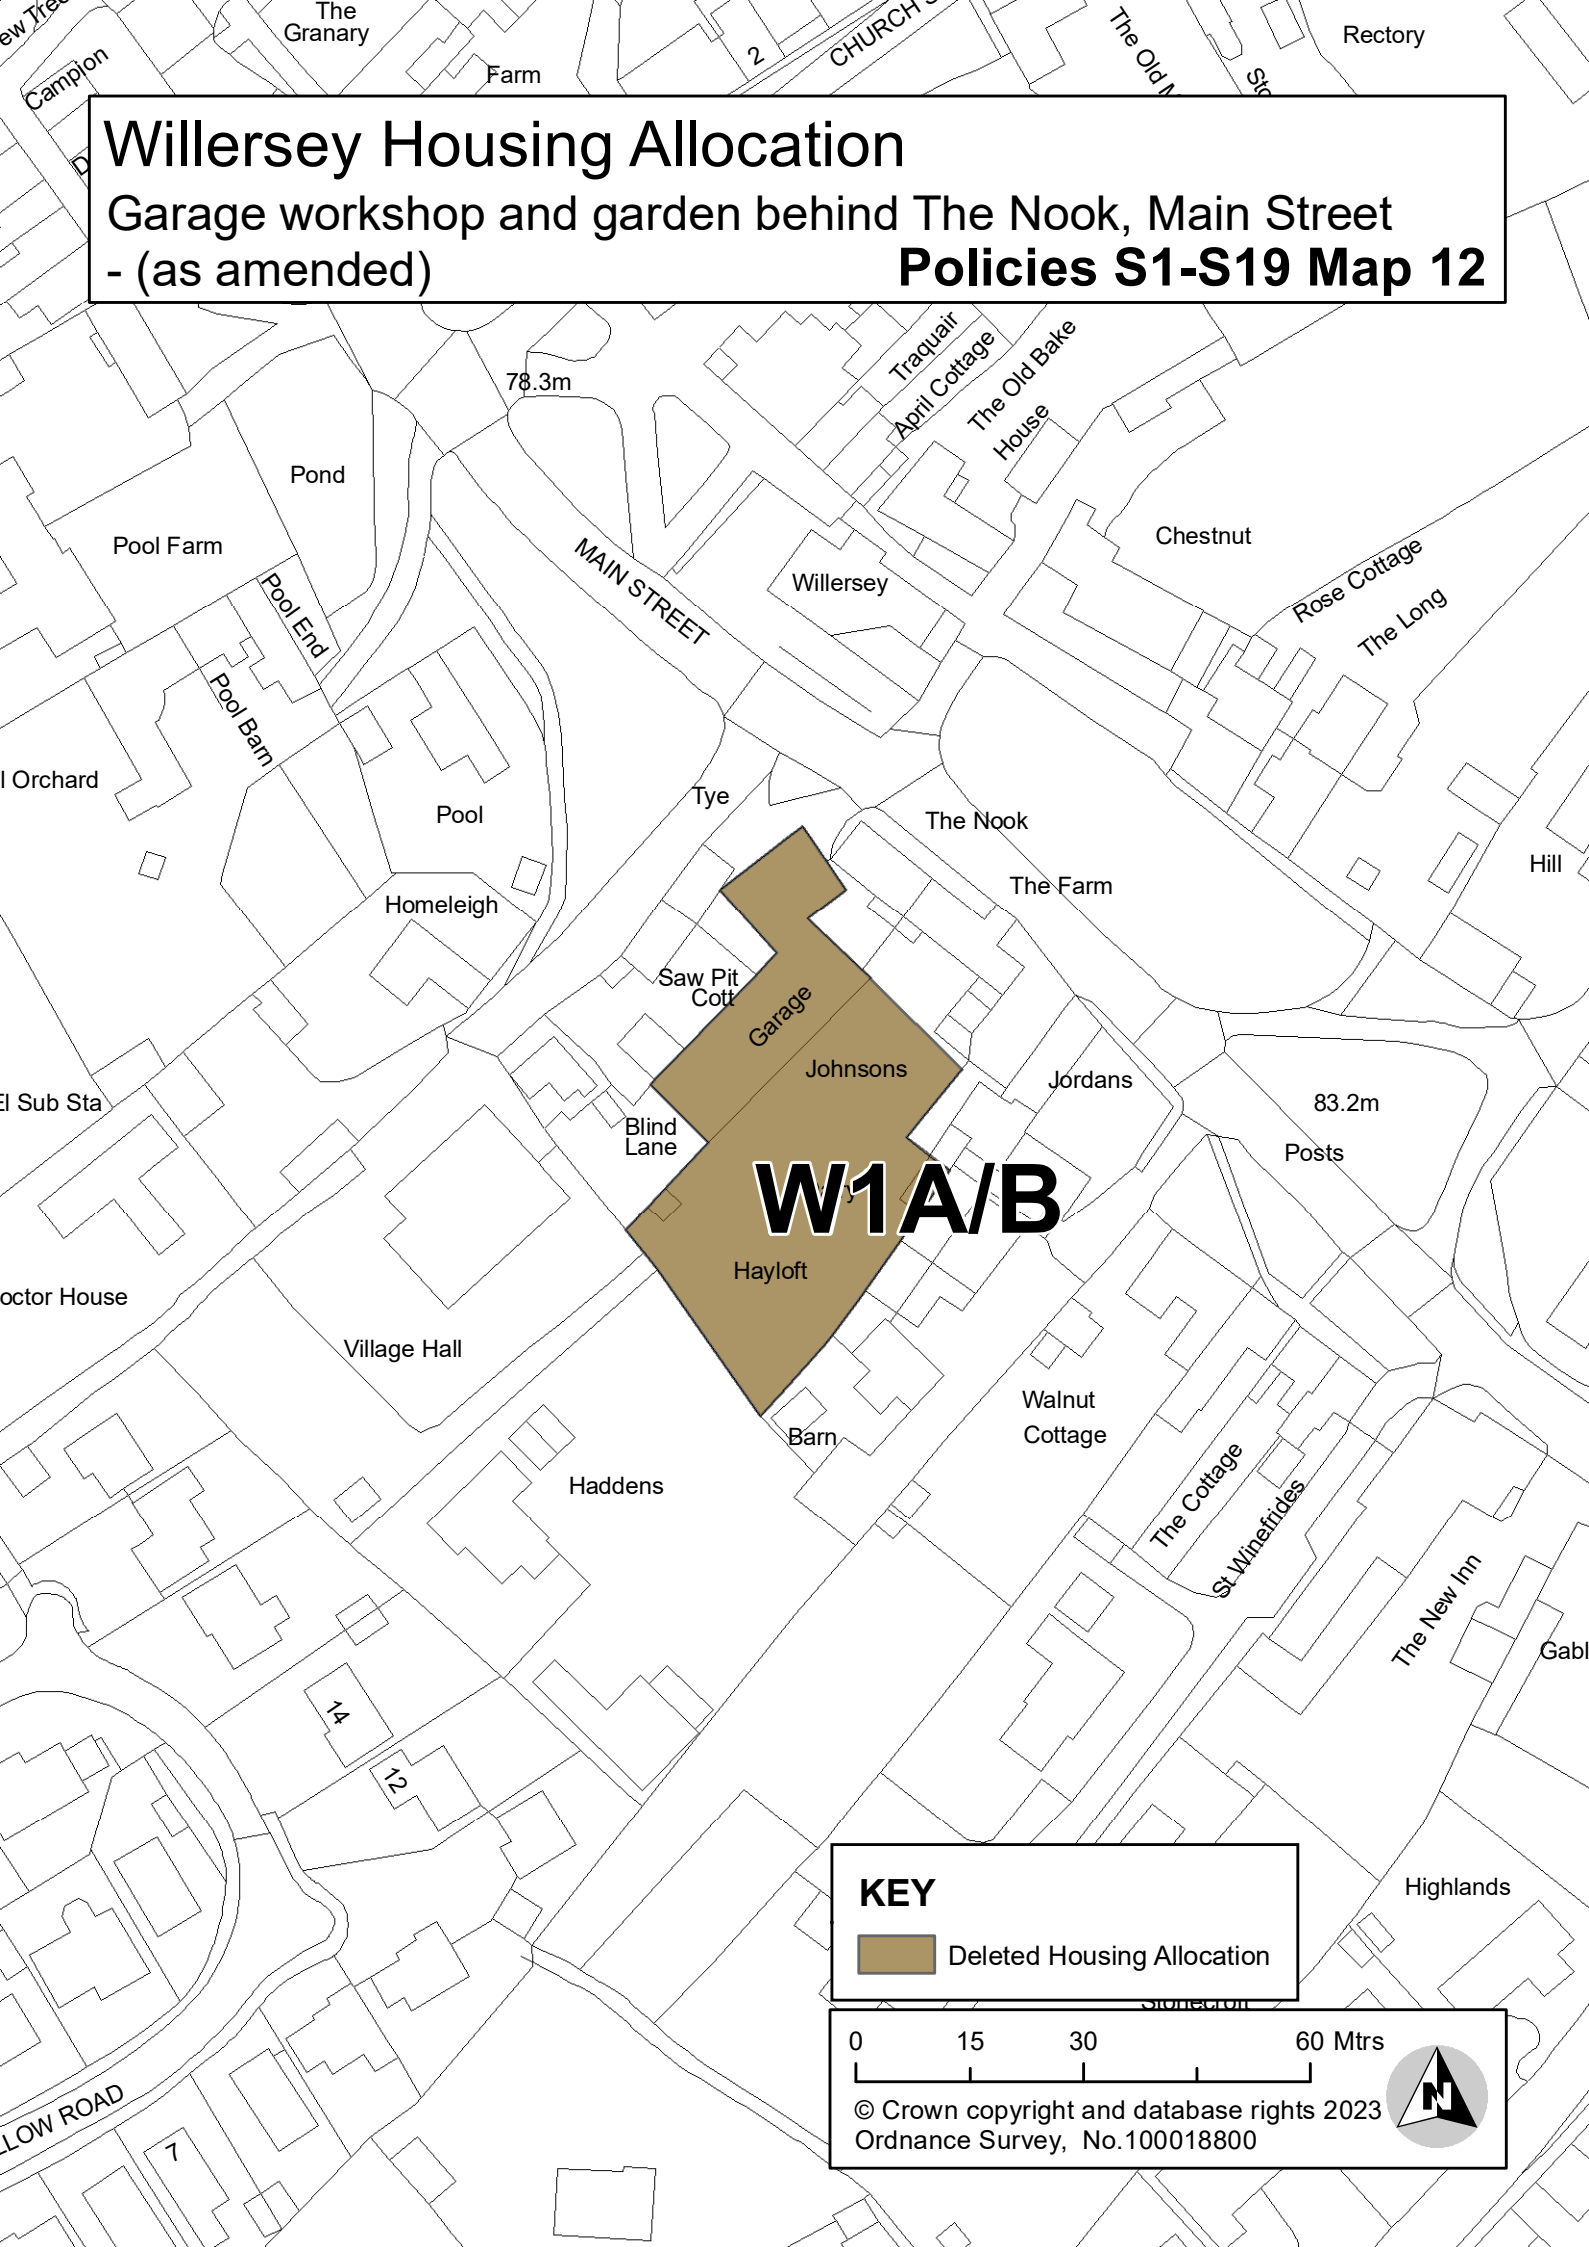 The
Granary
Farm
2
Rectory
Campion
Willersey Housing Allocation
Garage workshop and garden behind The Nook, Main Street
- (as amended)
Policies S1-S19 Map 12
78.3m
Traquair
April Cottage
The Old Bake
House
Pond
Pool Farm
Pool End
Pool Barn
MAIN STREET
Willersey
Chestnut
Rose Cottage
The Long
l Orchard
Pool
Tye
The Nook
The Farm
Hill
Homeleigh
Saw Pit
Cott
Garage
Johnsons
Jordans
El Sub Sta
83.2m
Blind
Lane
Posts
W1A/B
Hayloft
octor House
Village Hall
Walnut
Cottage
Barn
Haddens
The Cottage
St Winefrides
The New Inn
Gabl
14
12
Highlands
KEY
Deleted Housing Allocation
Stonecroft
0 15 30 60 Mtrs
© Crown copyright and database rights 2023
Ordnance Survey, No.100018800
N
LLOW ROAD
7